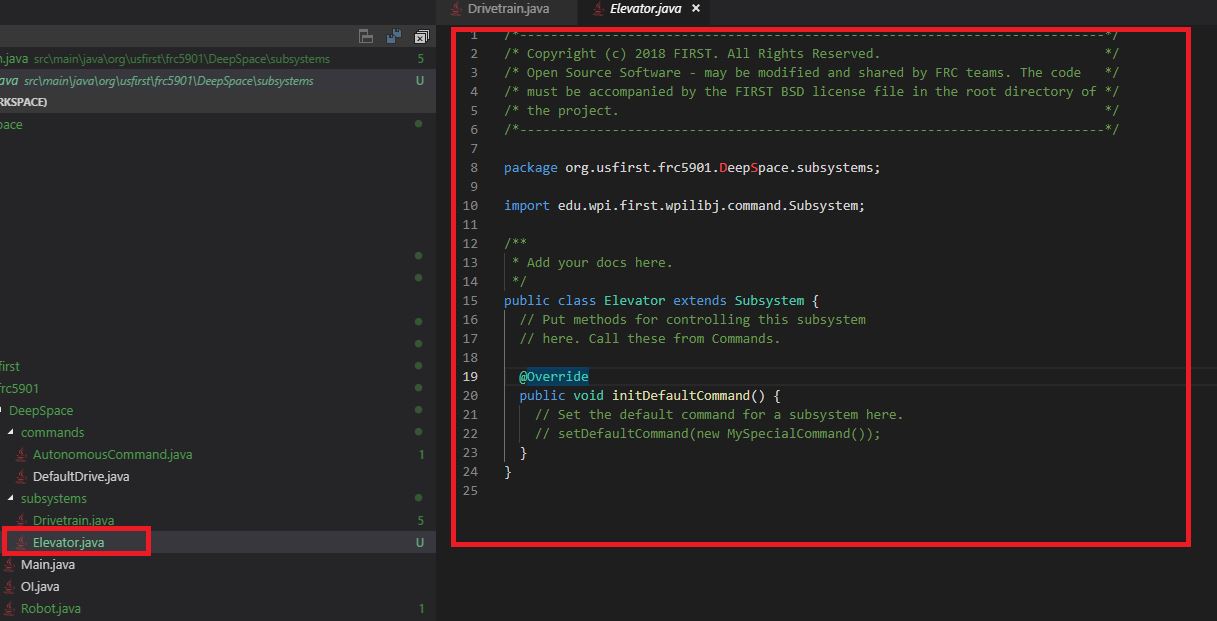 Drivetrain.java
Elevator.java ×
n.java src\main\java\org\usfirst\frc5901\DeepSpace\subsystems 5
ava src\main\java\org\usfirst\frc5901\DeepSpace\subsystems U
RKSPACE)
pace
first
frc5901
DeepSpace
commands
AutonomousCommand.java 1
DefaultDrive.java
subsystems
Drivetrain.java 5
Elevator.java U
Main.java
OI.java
Robot.java 1
1 /*----------------------------------------------------------------------------*/
2 /* Copyright (c) 2018 FIRST. All Rights Reserved.                             */
3 /* Open Source Software - may be modified and shared by FRC teams. The code   */
4 /* must be accompanied by the FIRST BSD license file in the root directory of */
5 /* the project.                                                               */
6 /*----------------------------------------------------------------------------*/
7
8 package org.usfirst.frc5901.DeepSpace.subsystems;
9
10 import edu.wpi.first.wpilibj.command.Subsystem;
11
12 /**
13  * Add your docs here.
14  */
15 public class Elevator extends Subsystem {
16   // Put methods for controlling this subsystem
17   // here. Call these from Commands.
18
19   @Override
20   public void initDefaultCommand() {
21     // Set the default command for a subsystem here.
22     // setDefaultCommand(new MySpecialCommand());
23   }
24 }
25